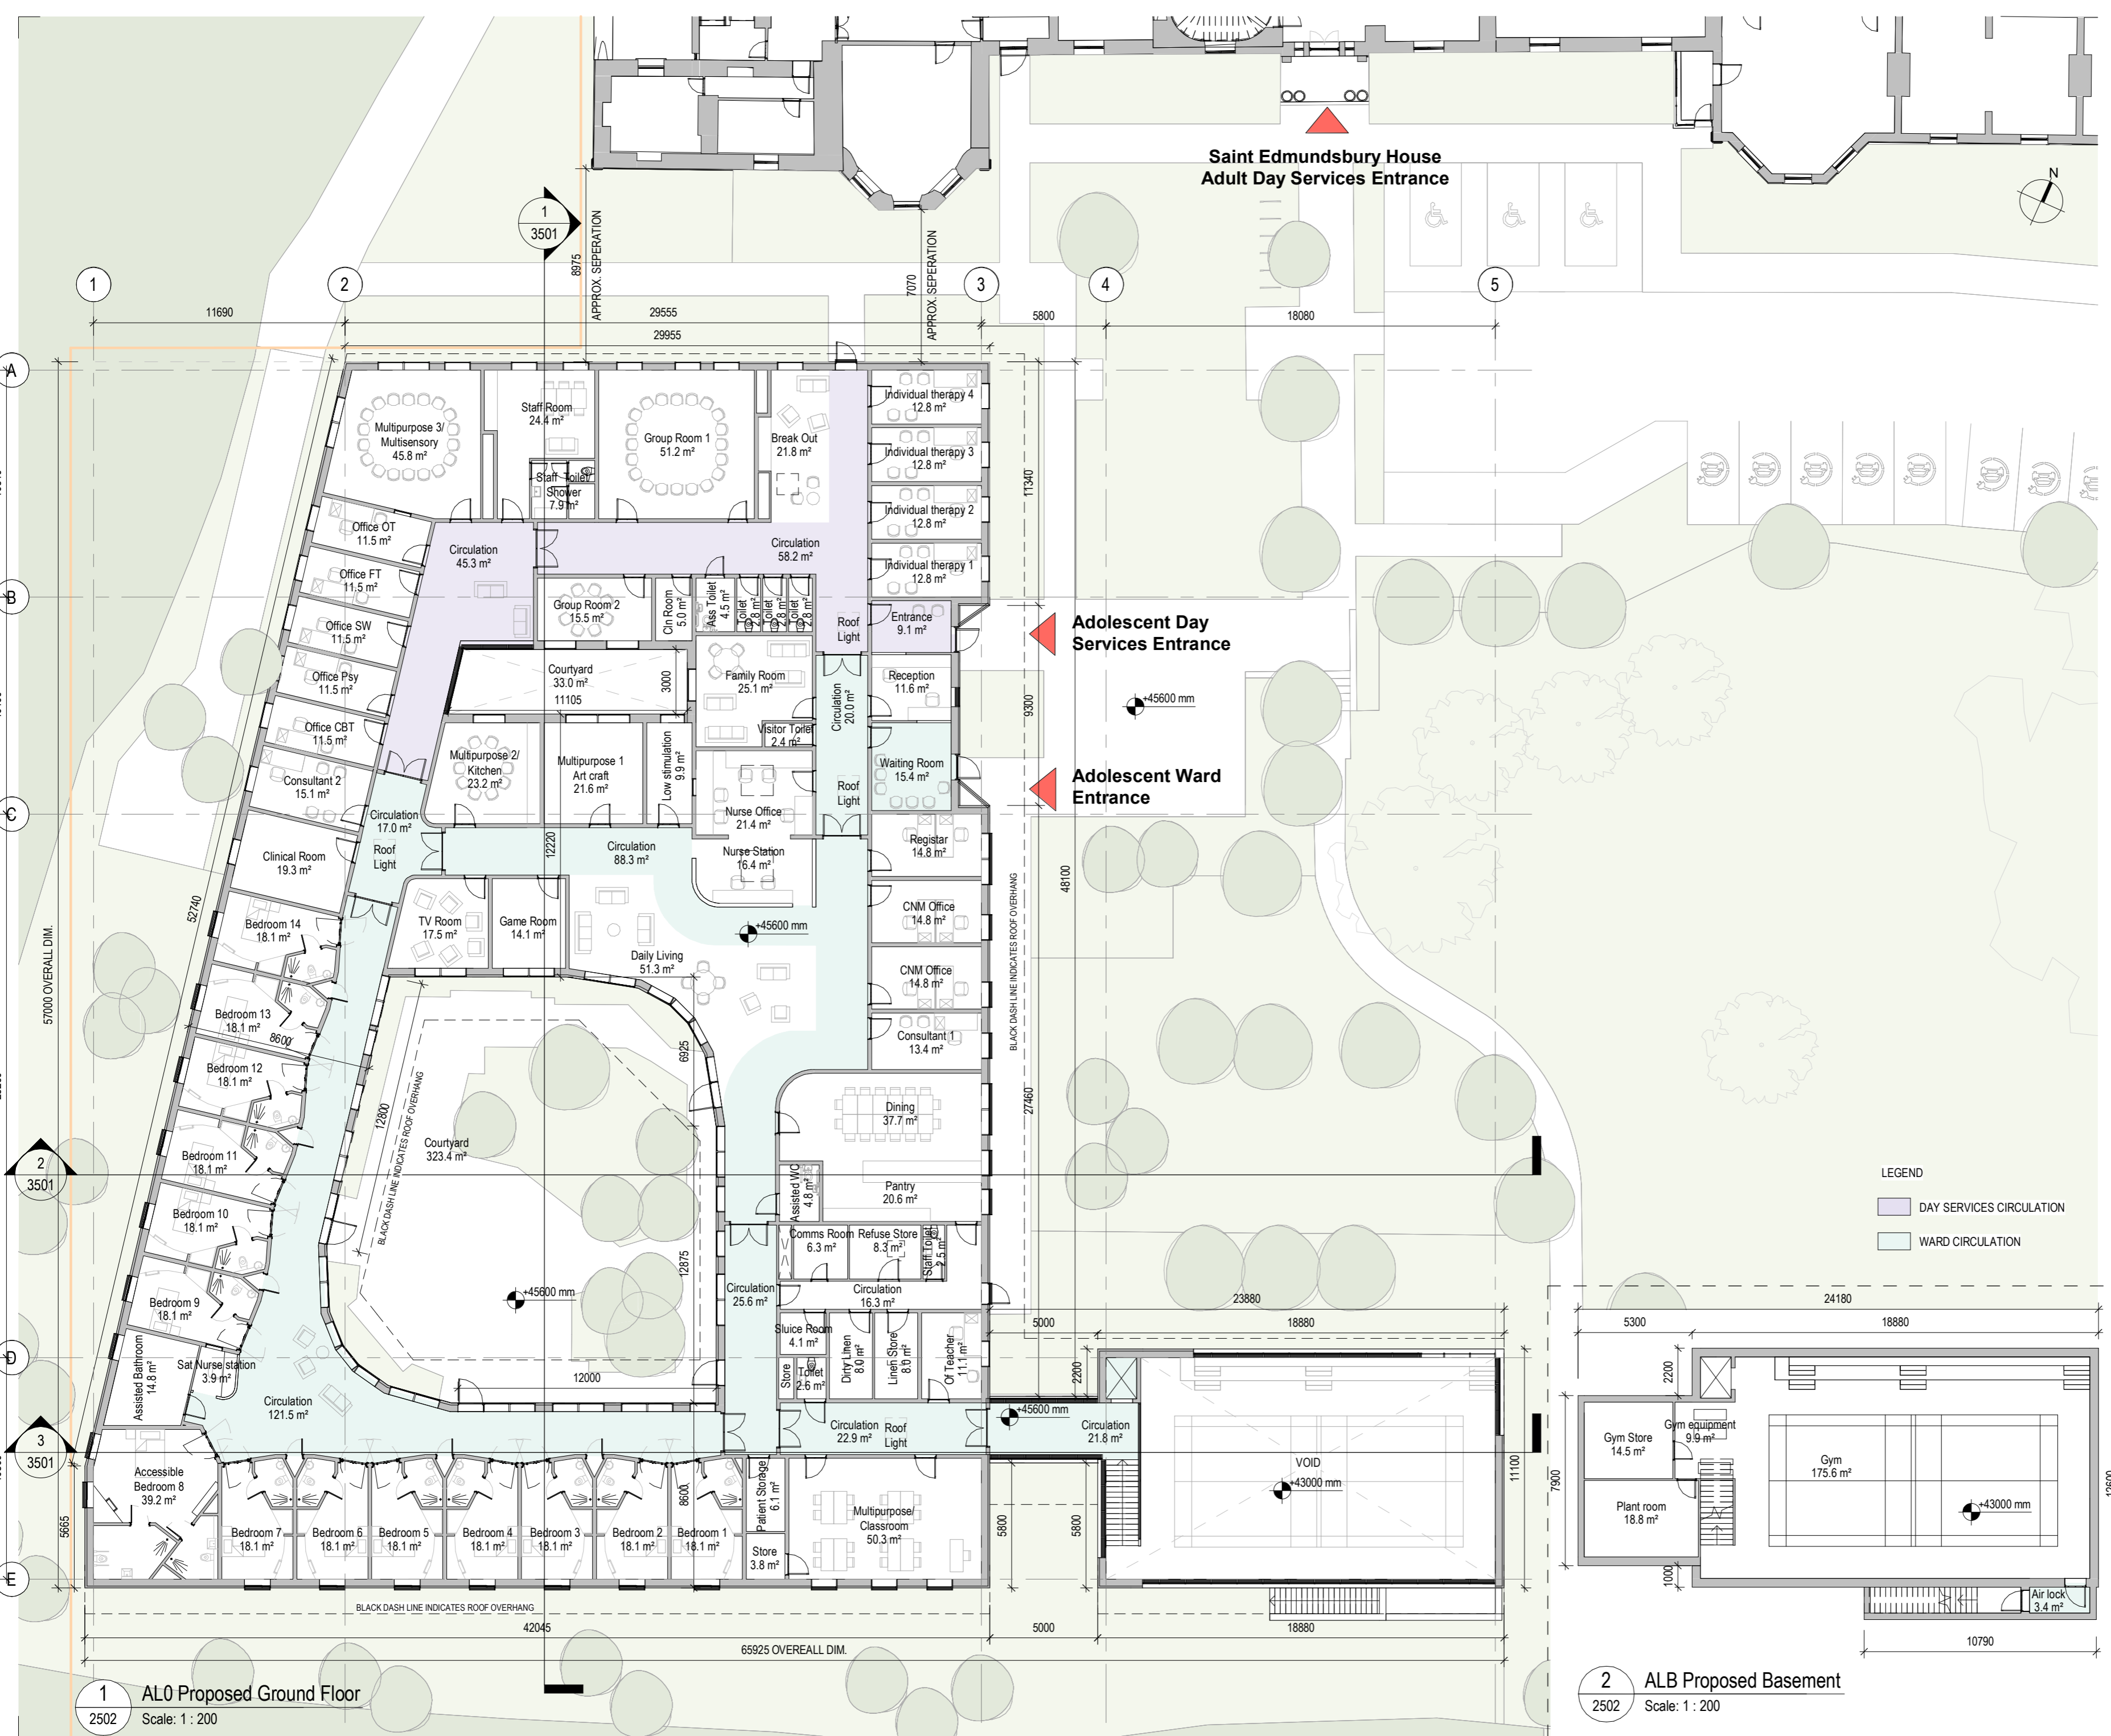 Saint Edmundsbury House
Adult Day Services Entrance
N
1
3501
8975
APPROX. SEPERATION
7070
APPROX. SEPERATION
1
2
3
4
5
11690
29555
5800
18080
29955
A
B
C
D
E
Multipurpose 3/
Multisensory
45.8 m²
Staff Room
24.4 m²
Staff Toilet/
Shower
7.9 m²
Group Room 1
51.2 m²
Break Out
21.8 m²
Individual therapy 4
12.8 m²
Individual therapy 3
12.8 m²
Individual therapy 2
12.8 m²
Individual therapy 1
12.8 m²
11340
Office OT
11.5 m²
Office FT
11.5 m²
Office SW
11.5 m²
Office Psy
11.5 m²
Office CBT
11.5 m²
Consultant 2
15.1 m²
Clinical Room
19.3 m²
Circulation
45.3 m²
Circulation
58.2 m²
Group Room 2
15.5 m²
Cln Room
5.0 m²
Ass Toilet
4.5 m²
Toilet
2.8 m²
Toilet
2.8 m²
Toilet
2.8 m²
Roof
Light
Entrance
9.1 m²
Adolescent Day
Services Entrance
Courtyard
33.0 m²
11105
3000
Family Room
25.1 m²
Visitor Toilet
2.4 m²
Circulation
20.0 m²
Reception
11.6 m²
9300
+45600 mm
Multipurpose 2/
Kitchen
23.2 m²
Multipurpose 1
Art craft
21.6 m²
Low stimulation
9.9 m²
Nurse Office
21.4 m²
Roof
Light
Waiting Room
15.4 m²
Adolescent Ward
Entrance
Circulation
17.0 m²
Roof
Light
12220
Circulation
88.3 m²
Nurse Station
16.4 m²
Registar
14.8 m²
CNM Office
14.8 m²
CNM Office
14.8 m²
Consultant 1
13.4 m²
BLACK DASH LINE INDICATES ROOF OVERHANG
48100
27460
TV Room
17.5 m²
Game Room
14.1 m²
Daily Living
51.3 m²
+45600 mm
52740
57000 OVERALL DIM.
Bedroom 14
18.1 m²
Bedroom 13
18.1 m²
8600
Bedroom 12
18.1 m²
Bedroom 11
18.1 m²
Bedroom 10
18.1 m²
Bedroom 9
18.1 m²
12800
BLACK DASH LINE INDICATES ROOF OVERHANG
Courtyard
323.4 m²
6925
12875
+45600 mm
12000
Dining
37.7 m²
Pantry
20.6 m²
Assisted WC
4.8 m²
Comms Room
6.3 m²
Refuse Store
8.3 m²
Staff Toilet
2.5 m²
Circulation
25.6 m²
Circulation
16.3 m²
Sluice Room
4.1 m²
Store
Toilet
2.6 m²
Dirty Linen
8.0 m²
Linen Store
8.0 m²
Of Teacher
11.1 m²
2
3501
3
3501
Assisted Bathroom
14.8 m²
Sat Nurse station
3.9 m²
Circulation
121.5 m²
Circulation
22.9 m²
Roof
Light
+45600 mm
Circulation
21.8 m²
Accessible
Bedroom 8
39.2 m²
5665
Bedroom 7
18.1 m²
Bedroom 6
18.1 m²
Bedroom 5
18.1 m²
Bedroom 4
18.1 m²
Bedroom 3
18.1 m²
Bedroom 2
18.1 m²
Bedroom 1
18.1 m²
8600
Patient Storage
6.1 m²
Store
3.8 m²
Multipurpose/
Classroom
50.3 m²
5800
5800
VOID
+43000 mm
23880
5000
18880
2200
11100
BLACK DASH LINE INDICATES ROOF OVERHANG
42045
5000
18880
65925 OVEREALL DIM.
LEGEND
DAY SERVICES CIRCULATION
WARD CIRCULATION
24180
5300
18880
2200
7900
1000
Gym Store
14.5 m²
Gym equipment
9.9 m²
Gym
175.6 m²
Plant room
18.8 m²
+43000 mm
Air lock
3.4 m²
10790
1
2502
AL0 Proposed Ground Floor
Scale: 1 : 200
2
2502
ALB Proposed Basement
Scale: 1 : 200